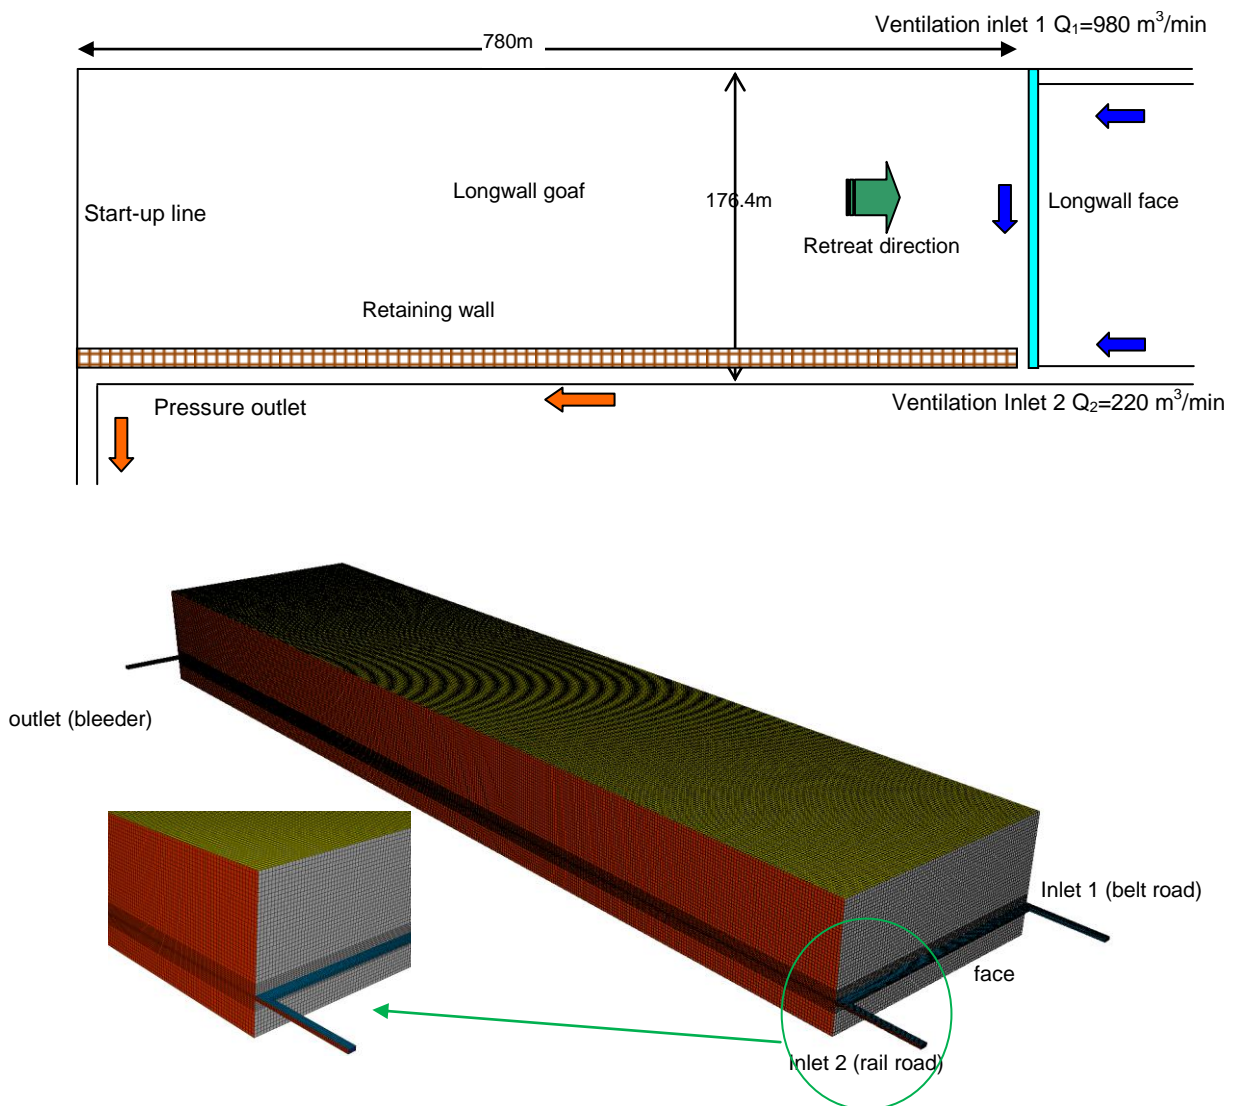 Ventilation inlet 1 Q₁=980 m³/min
780m
Longwall goaf
176.4m
Start-up line
Longwall face
Retreat direction
Retaining wall
Pressure outlet
Ventilation Inlet 2 Q₂=220 m³/min
outlet (bleeder)
Inlet 1 (belt road)
face
Inlet 2 (rail road)